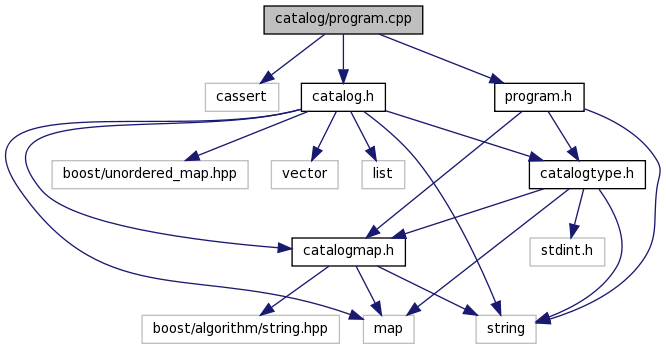 catalog/program.cpp
cassert
catalog.h
program.h
boost/unordered_map.hpp
vector
list
catalogtype.h
catalogmap.h
stdint.h
boost/algorithm/string.hpp
map
string